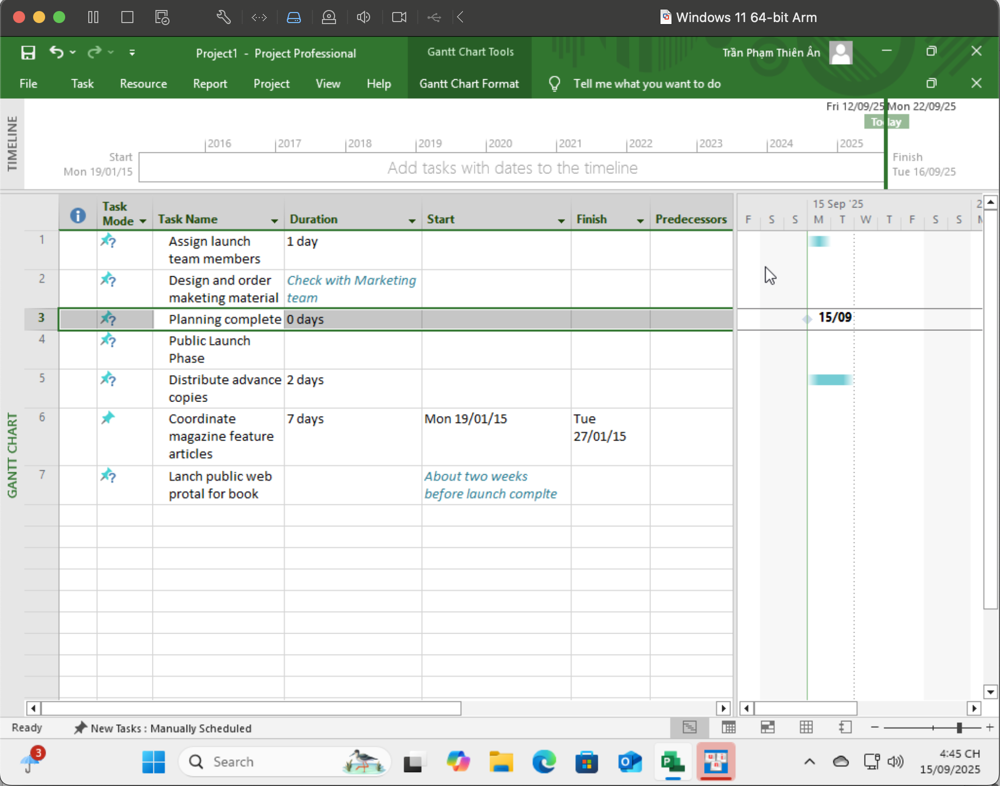 Windows 11 64-bit Arm
Project1 - Project Professional
Gantt Chart Tools
Trần Phạm Thiên Ân
File
Task
Resource
Report
Project
View
Help
Gantt Chart Format
Tell me what you want to do
TIMELINE
Fri 12/09/25
Mon 22/09/25
Today
2016
2017
2018
2019
2020
2021
2022
2023
2024
2025
Start
Mon 19/01/15
Add tasks with dates to the timeline
Finish
Tue 16/09/25
GANTT CHART
Task
Mode
Task Name
Duration
Start
Finish
Predecessors
15 Sep '25
2
F S S M T W T F S S M
1
Assign launch
team members
1 day
2
Design and order
maketing material
Check with Marketing
team
3
Planning complete
0 days
15/09
4
Public Launch
Phase
5
Distribute advance
copies
2 days
6
Coordinate
magazine feature
articles
7 days
Mon 19/01/15
Tue
27/01/15
7
Lanch public web
protal for book
About two weeks
before launch complte
Ready
New Tasks : Manually Scheduled
3
Search
4:45 CH
15/09/2025